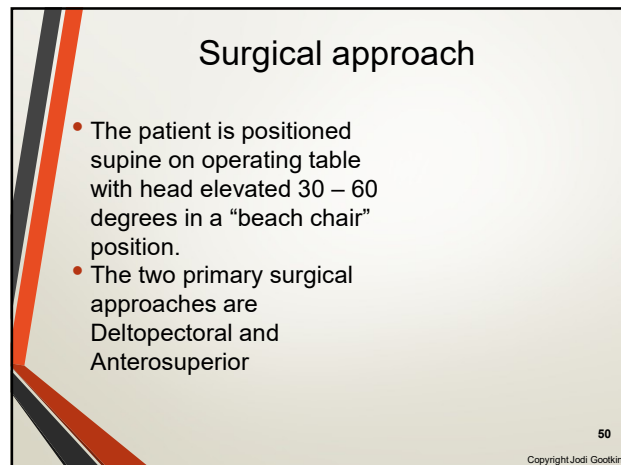 Surgical approach
• The patient is positioned
supine on operating table
with head elevated 30 – 60
degrees in a “beach chair”
position.
• The two primary surgical
approaches are
Deltopectoral and
Anterosuperior
50
Copyright Jodi Gootkin